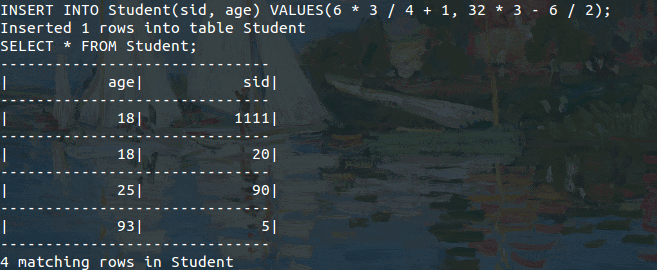 INSERT INTO Student(sid, age) VALUES(6 * 3 / 4 + 1, 32 * 3 - 6 / 2);
Inserted 1 rows into table Student
SELECT * FROM Student;
-------------------------------
|            age|            sid|
-------------------------------
|             18|           1111|
-------------------------------
|             18|             20|
-------------------------------
|             25|             90|
-------------------------------
|             93|              5|
-------------------------------
4 matching rows in Student